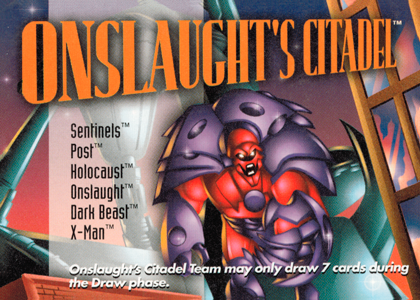 ONSLAUGHT'S CITADEL™
Sentinels™
Post™
Holocaust™
Onslaught™
Dark Beast™
X-Man™
Onslaught's Citadel Team may only draw 7 cards during
the Draw phase.